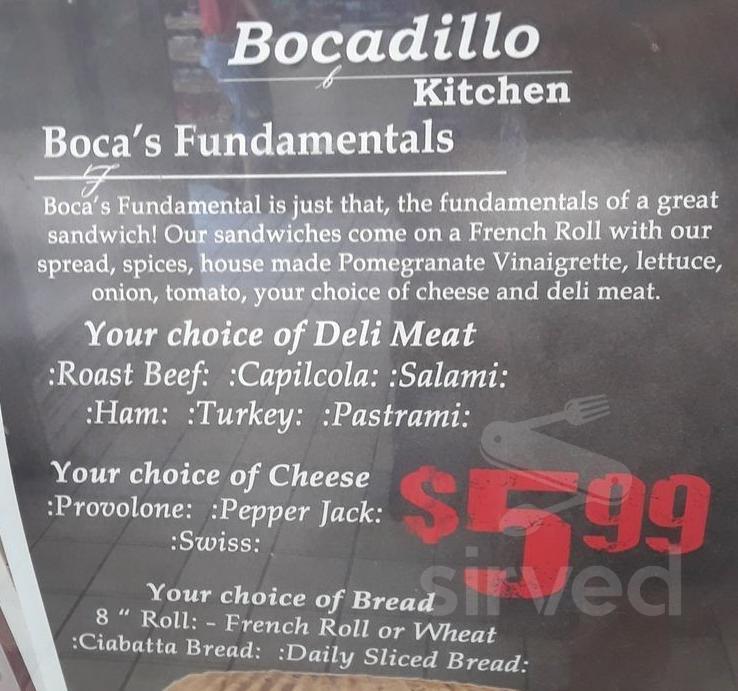 Bocadillo
Kitchen
Boca's Fundamentals
Boca's Fundamental is just that, the fundamentals of a great
sandwich! Our sandwiches come on a French Roll with our
spread, spices, house made Pomegranate Vinaigrette, lettuce,
onion, tomato, your choice of cheese and deli meat.
Your choice of Deli Meat
:Roast Beef: :Capilcola: :Salami:
:Ham: :Turkey: :Pastrami:
Your choice of Cheese
:Provolone: :Pepper Jack:
:Swiss:
$5.99
Your choice of Bread
8 " Roll: - French Roll or Wheat
:Ciabatta Bread: :Daily Sliced Bread:
sirved